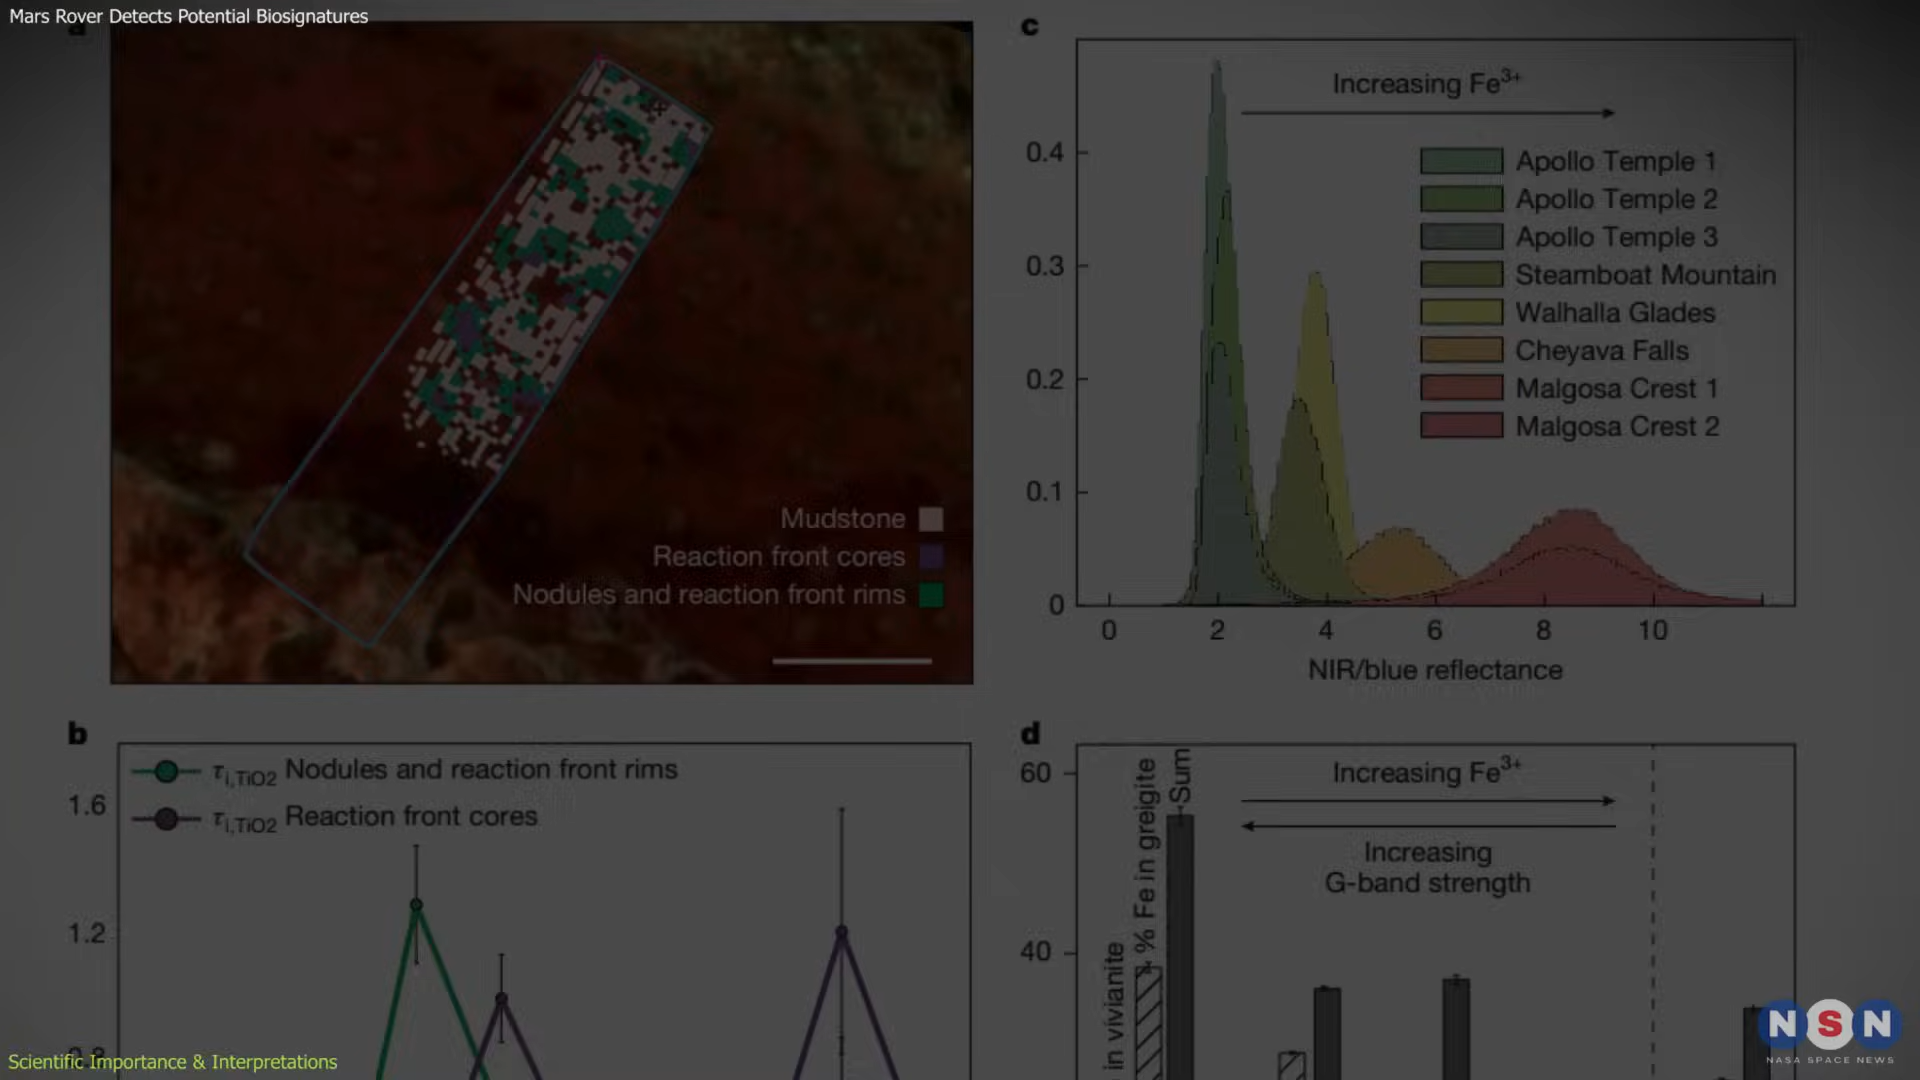 Mars Rover Detects Potential Biosignatures
a
Mudstone
Reaction front cores
Nodules and reaction front rims
c
Increasing Fe³⁺
Apollo Temple 1
Apollo Temple 2
Apollo Temple 3
Steamboat Mountain
Walhalla Glades
Cheyava Falls
Malgosa Crest 1
Malgosa Crest 2
0.4
0.3
0.2
0.1
0
0 2 4 6 8 10
NIR/blue reflectance
b
τi,TiO2 Nodules and reaction front rims
τi,TiO2 Reaction front cores
1.6
1.2
0.8
d
60
40
in vivianite
% Fe in greigite
Sum
Increasing Fe³⁺
Increasing
G-band strength
Scientific Importance & Interpretations
NSN
NASA SPACE NEWS